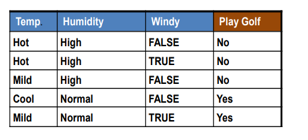 Temp Humidity Windy Play Golf
Hot High FALSE No
Hot High TRUE No
Mild High FALSE No
Cool Normal FALSE Yes
Mild Normal TRUE Yes